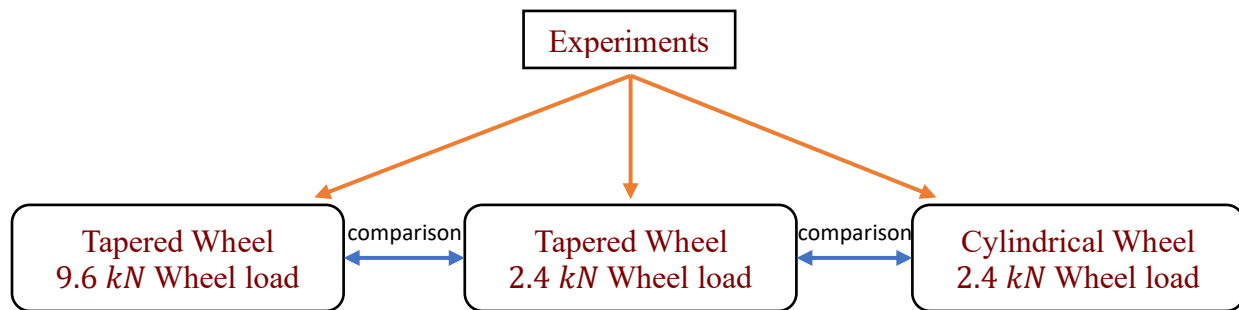 Experiments
comparison
comparison
Tapered Wheel
9.6 kN Wheel load
Tapered Wheel
2.4 kN Wheel load
Cylindrical Wheel
2.4 kN Wheel load